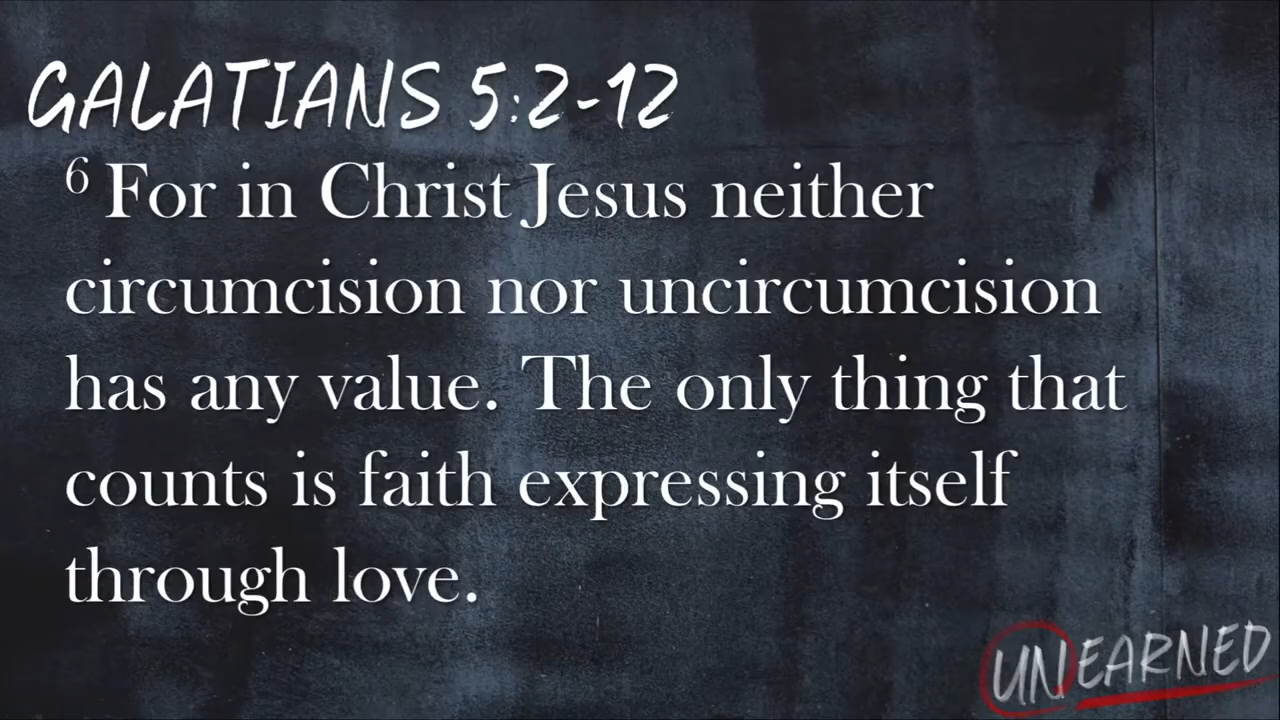 GALATIANS 5:2-12
6 For in Christ Jesus neither
circumcision nor uncircumcision
has any value. The only thing that
counts is faith expressing itself
through love.
UNEARNED